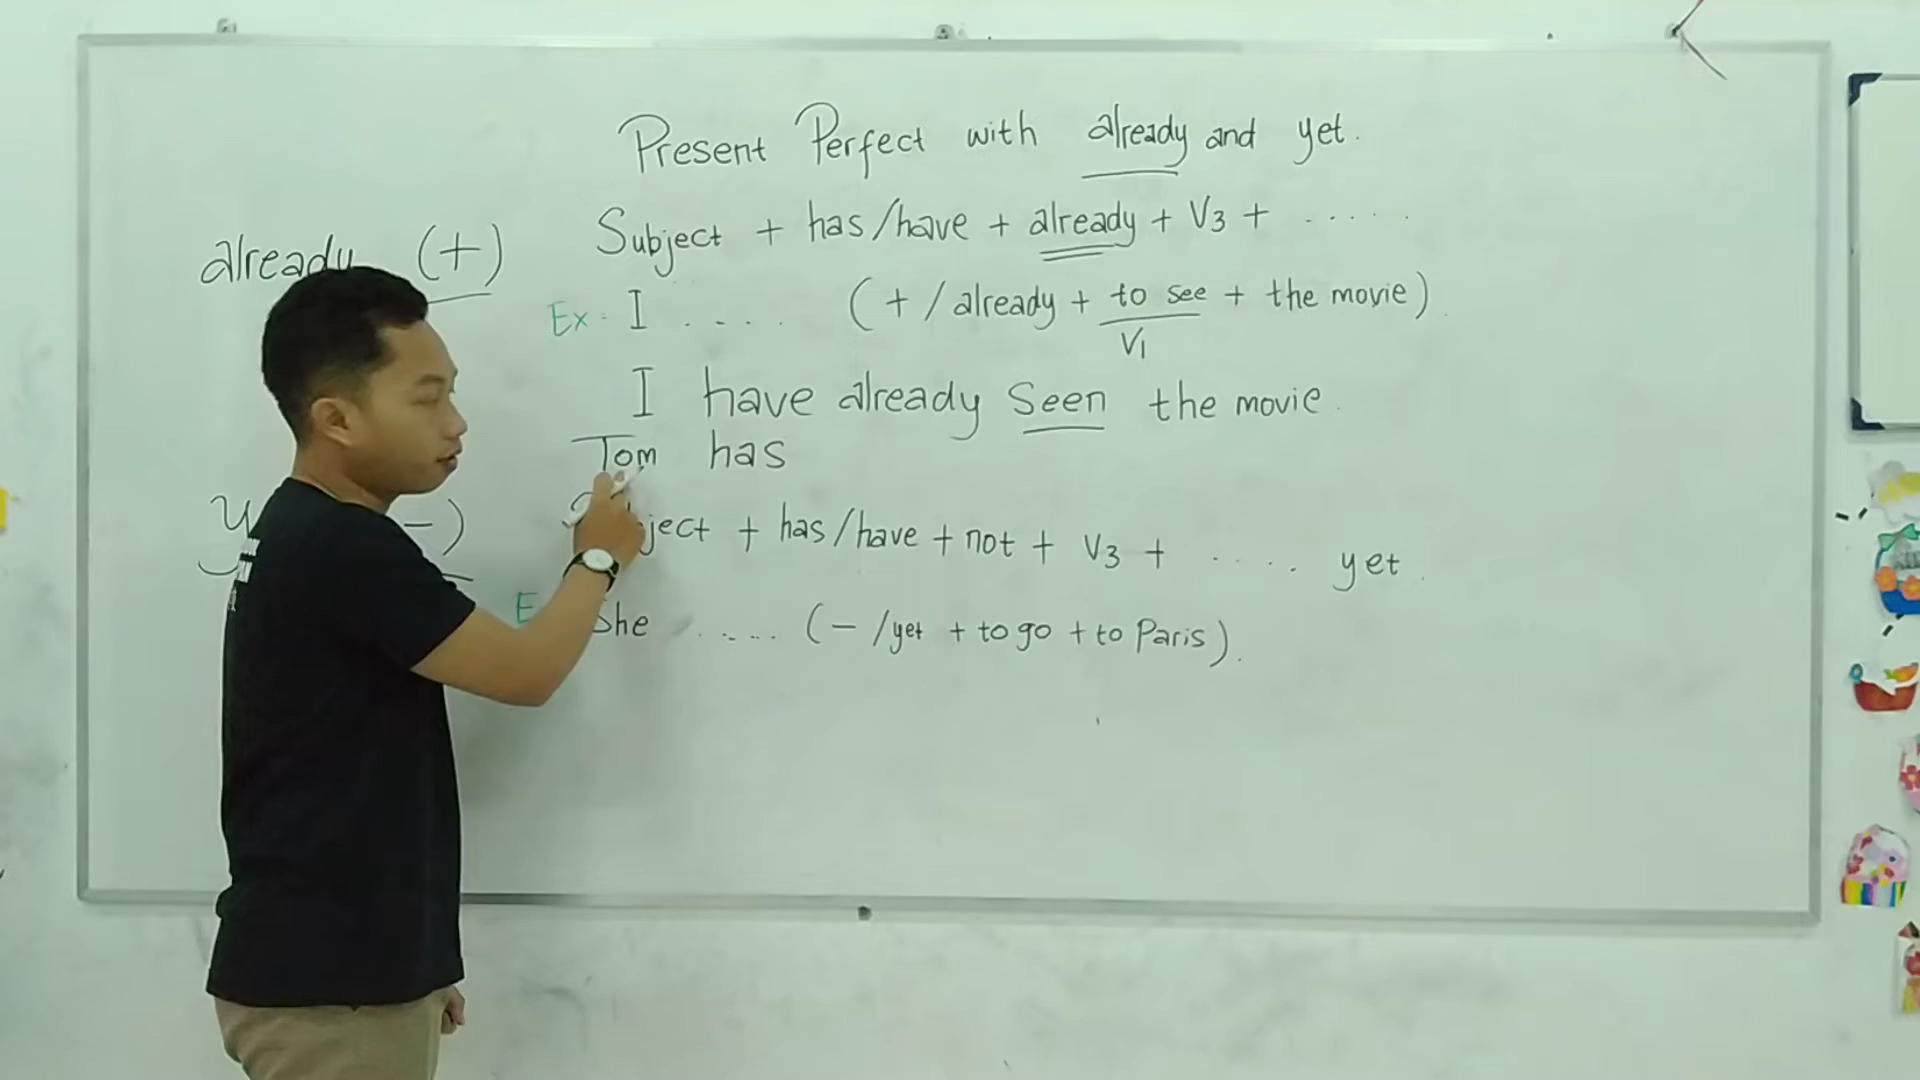 Present Perfect with already and yet.
already (+)
Subject + has/have + already + V3 + .....
Ex: I .... (+/already + to see + the movie).
V1
I have already seen the movie.
Tom has
-)
ject + has/have + not + V3 + ..... yet.
She ..... (-/yet + to go + to Paris).